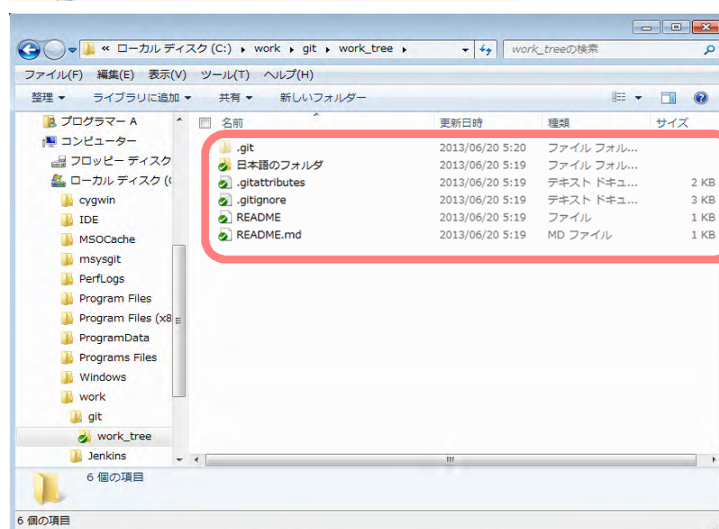 « ローカル ディスク (C:) ▸ work ▸ git ▸ work_tree ▸ work_treeの検索
ファイル(F) 編集(E) 表示(V) ツール(T) ヘルプ(H)
整理 ライブラリに追加 共有 新しいフォルダー
プログラマー A
コンピューター
フロッピー ディスク
ローカル ディスク (
cygwin
IDE
MSOCache
msysgit
PerfLogs
Program Files
Program Files (x8
ProgramData
Programs Files
Windows
work
git
work_tree
Jenkins
名前 更新日時 種類 サイズ
.git 2013/06/20 5:20 ファイル フォル...
日本語のフォルダ 2013/06/20 5:19 ファイル フォル...
.gitattributes 2013/06/20 5:19 テキスト ドキュ... 2 KB
.gitignore 2013/06/20 5:19 テキスト ドキュ... 3 KB
README 2013/06/20 5:19 ファイル 1 KB
README.md 2013/06/20 5:19 MD ファイル 1 KB
6 個の項目
6 個の項目